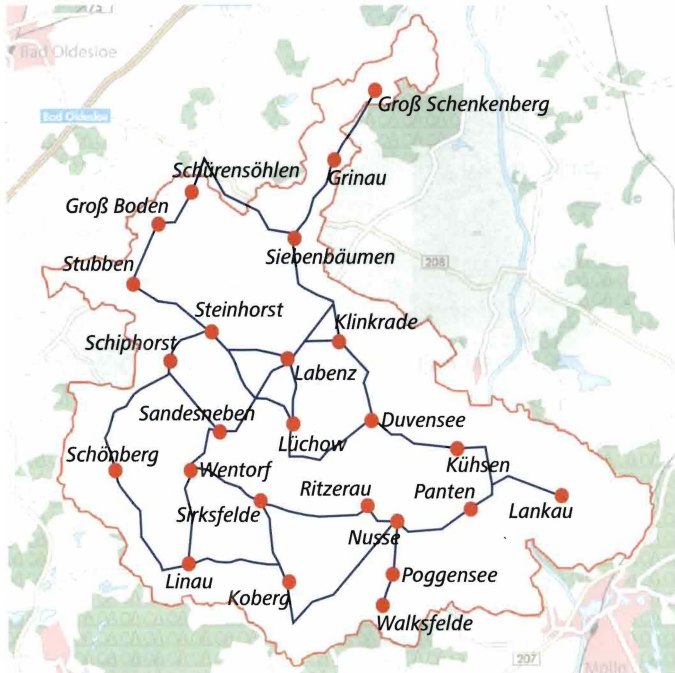 Bad Oldesloe
Bad Oldesloe
Groß Schenkenberg
Schürensöhlen
Grinau
Groß Boden
Siebenbäumen
208
Stubben
Steinhorst
Klinkrade
Schiphorst
Labenz
Sandesneben
Lüchow
Duvensee
Schönberg
Wentorf
Kühsen
Ritzerau
Panten
Sirksfelde
Lankau
Nusse
Linau
Koberg
Poggensee
Walksfelde
207
Mölln